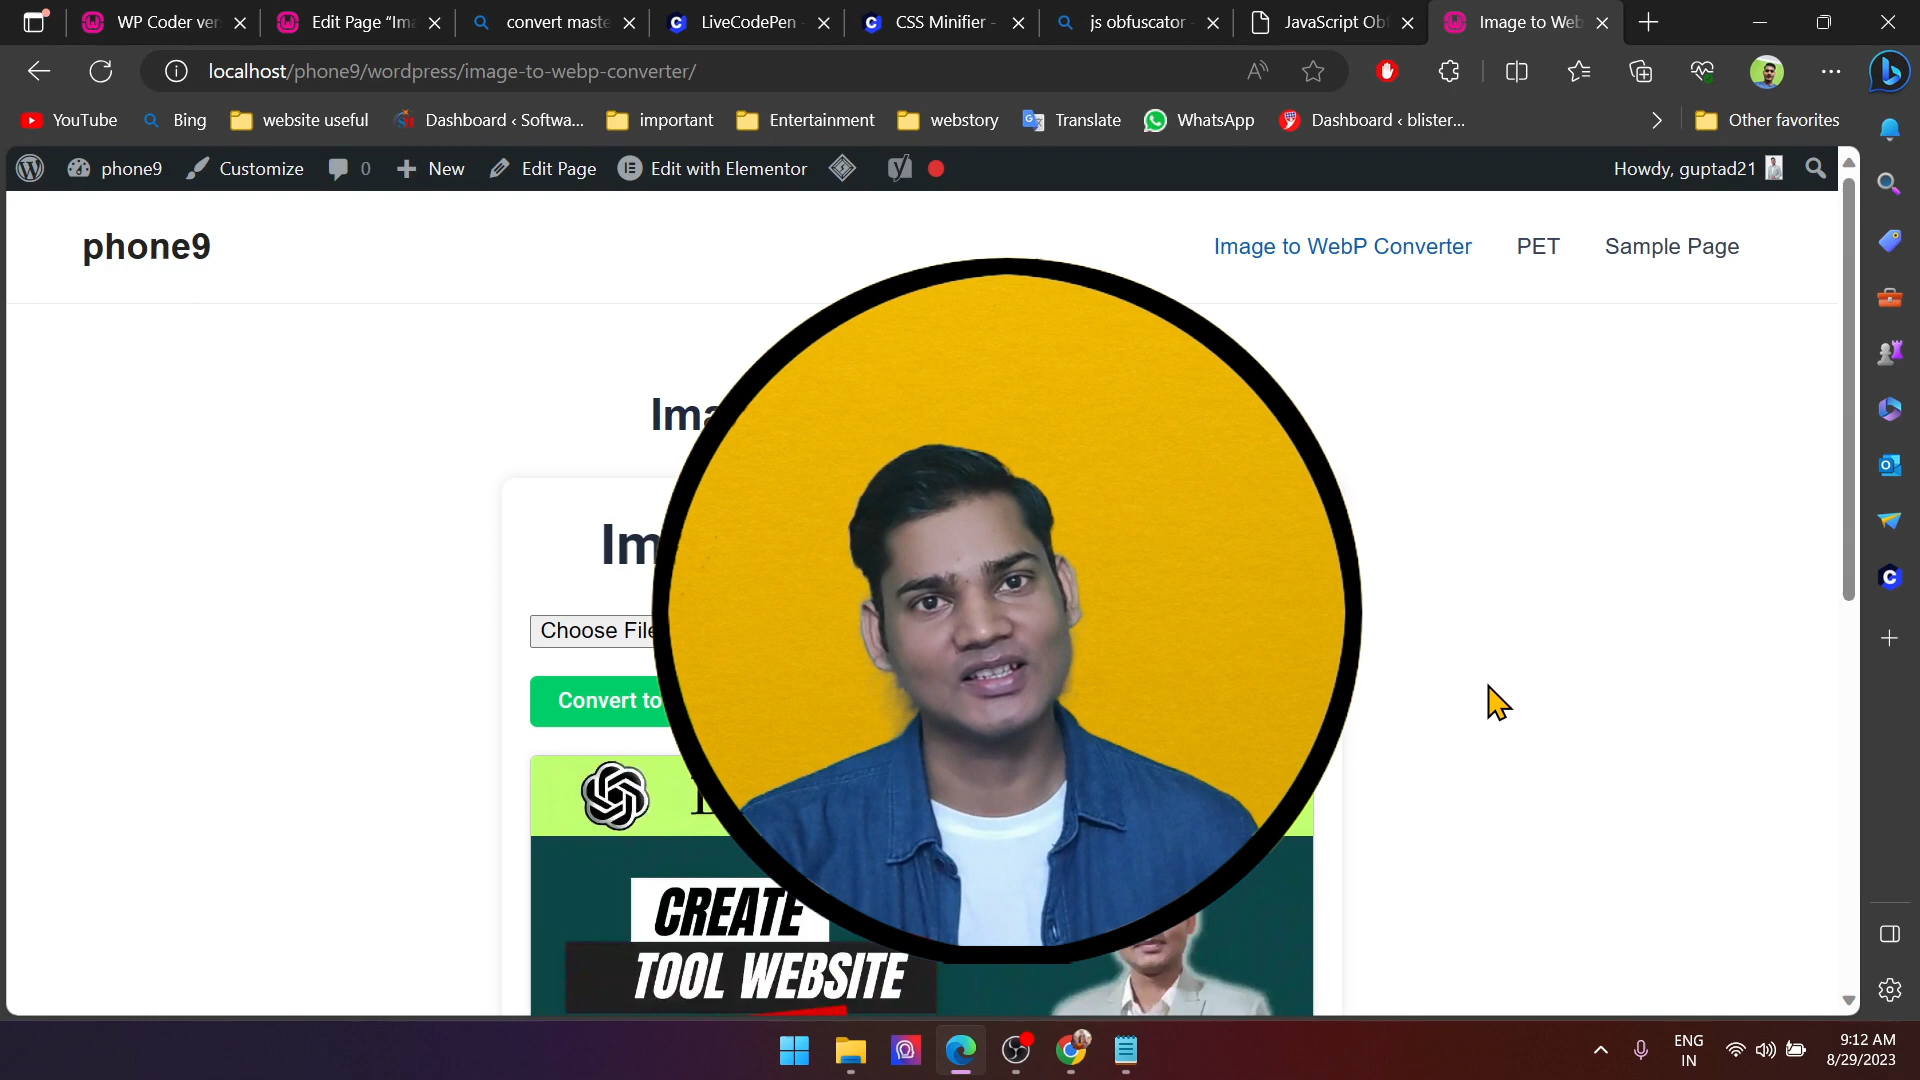 WP Coder ver
Edit Page “Ima
convert maste
LiveCodePen -
CSS Minifier -
js obfuscator -
JavaScript Obf
Image to Web
localhost/phone9/wordpress/image-to-webp-converter/
YouTube
Bing
website useful
Dashboard ‹ Softwa...
important
Entertainment
webstory
Translate
WhatsApp
Dashboard ‹ blister...
Other favorites
phone9
Customize
0
New
Edit Page
Edit with Elementor
Howdy, guptad21
phone9
Image to WebP Converter
PET
Sample Page
Ima
Im
Choose File
Convert to
CREATE
TOOL WEBSITE
ENG
IN
9:12 AM
8/29/2023